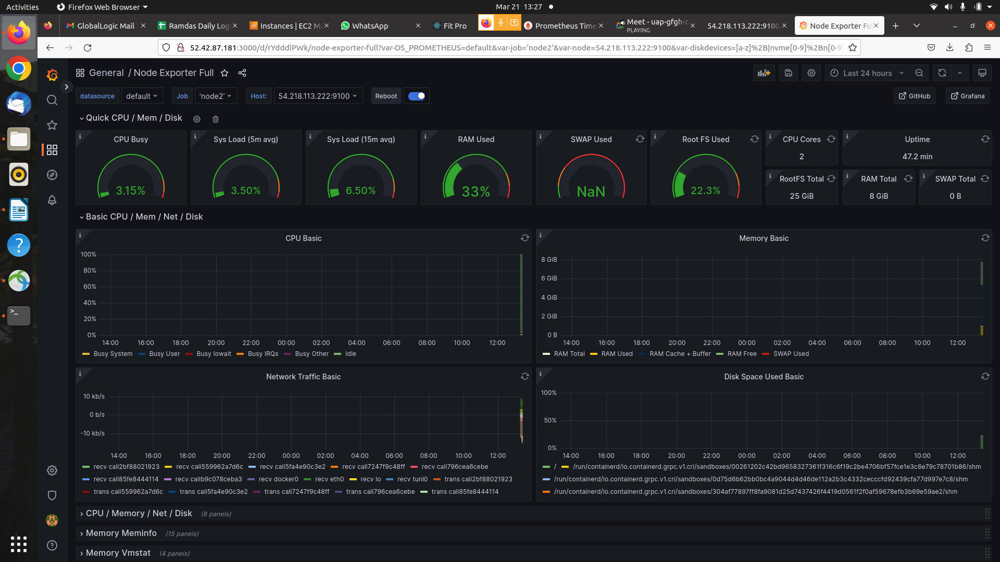 Activities
Firefox Web Browser
Mar 21 13:27
GlobalLogic Mail
Ramdas Daily Log
Instances | EC2 Ma
WhatsApp
Fit Pro
Prometheus Time
Meet - uap-gfgh-z
PLAYING
54.218.113.222:9100
Node Exporter Fu
52.42.87.181:3000/d/rYdddlPWk/node-exporter-full?var-DS_PROMETHEUS=default&var-job=‘node2’&var-node=54.218.113.222:9100&var-diskdevices=[a-z]%2B|nvme[0-9]%2Bn[0-9]
General / Node Exporter Full
Last 24 hours
datasource default Job ‘node2’ Host: 54.218.113.222:9100 Reboot
GitHub Grafana
Quick CPU / Mem / Disk
CPU Busy
3.15%
Sys Load (5m avg)
3.50%
Sys Load (15m avg)
6.50%
RAM Used
33%
SWAP Used
NaN
Root FS Used
22.3%
CPU Cores
2
Uptime
47.2 min
RootFS Total
25 GiB
RAM Total
8 GiB
SWAP Total
0 B
Basic CPU / Mem / Net / Disk
CPU Basic
100%
80%
60%
40%
20%
0%
14:00 16:00 18:00 20:00 22:00 00:00 02:00 04:00 06:00 08:00 10:00 12:00
Busy System Busy User Busy Iowait Busy IRQs Busy Other Idle
Memory Basic
8 GiB
6 GiB
4 GiB
2 GiB
0 B
14:00 16:00 18:00 20:00 22:00 00:00 02:00 04:00 06:00 08:00 10:00 12:00
RAM Total RAM Used RAM Cache + Buffer RAM Free SWAP Used
Network Traffic Basic
10 kb/s
0 b/s
-10 kb/s
14:00 16:00 18:00 20:00 22:00 00:00 02:00 04:00 06:00 08:00 10:00 12:00
recv cali2bf88021923 recv cali559962a7d6c recv cali5fa4e90c3e2 recv cali7247f9c48ff recv cali796cea6cebe
recv cali85fe8444114 recv calib9c078ceba3 recv docker0 recv eth0 recv lo recv tunl0 trans cali2bf88021923
trans cali559962a7d6c trans cali5fa4e90c3e2 trans cali7247f9c48ff trans cali796cea6cebe trans cali85fe8444114
Disk Space Used Basic
100%
50%
0%
14:00 16:00 18:00 20:00 22:00 00:00 02:00 04:00 06:00 08:00 10:00 12:00
/ /run/containerd/io.containerd.grpc.v1.cri/sandboxes/00261202c42bd9658327361f316c6f19c2be4706bf57fce1e3c6e79c78701b86/shm
/run/containerd/io.containerd.grpc.v1.cri/sandboxes/0d75d6b62bb0bc4a9044d4d46de112a2b3c4332cecccfd92439cfa77d997e7c8/shm
/run/containerd/io.containerd.grpc.v1.cri/sandboxes/304af77897ff8fa9081d25d7437426f4419d0561f2f0af59678efb3b69e59ae2/shm
CPU / Memory / Net / Disk (8 panels)
Memory Meminfo (15 panels)
Memory Vmstat (4 panels)